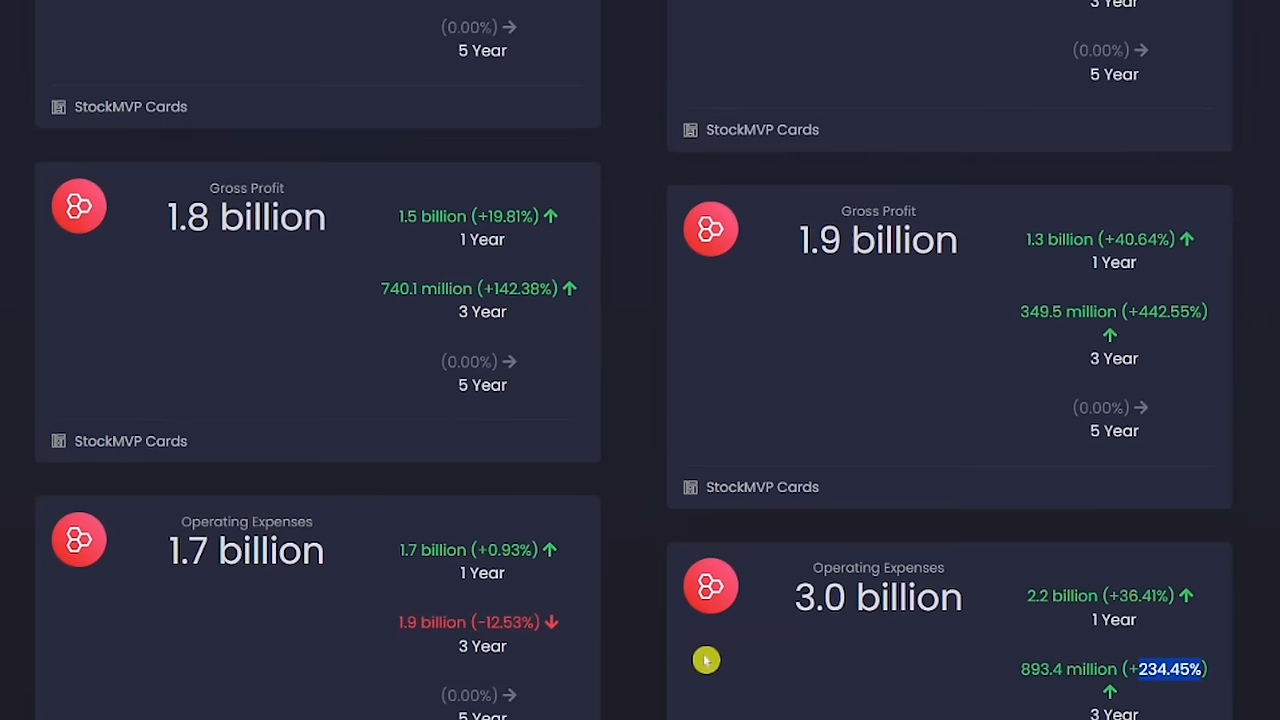 (0.00%) →
5 Year
StockMVP Cards
Gross Profit
1.8 billion
1.5 billion (+19.81%) ↑
1 Year
740.1 million (+142.38%) ↑
3 Year
(0.00%) →
5 Year
StockMVP Cards
Operating Expenses
1.7 billion
1.7 billion (+0.93%) ↑
1 Year
1.9 billion (-12.53%) ↓
3 Year
(0.00%) →
5 Year
3 Year
(0.00%) →
5 Year
StockMVP Cards
Gross Profit
1.9 billion
1.3 billion (+40.64%) ↑
1 Year
349.5 million (+442.55%)
↑
3 Year
(0.00%) →
5 Year
StockMVP Cards
Operating Expenses
3.0 billion
2.2 billion (+36.41%) ↑
1 Year
893.4 million (+234.45%)
↑
3 Year